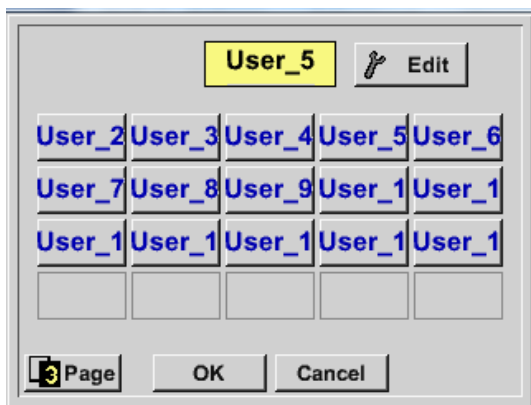 User_5 Edit
User_2 User_3 User_4 User_5 User_6
User_7 User_8 User_9 User_1 User_1
User_1 User_1 User_1 User_1 User_1
3 Page OK Cancel